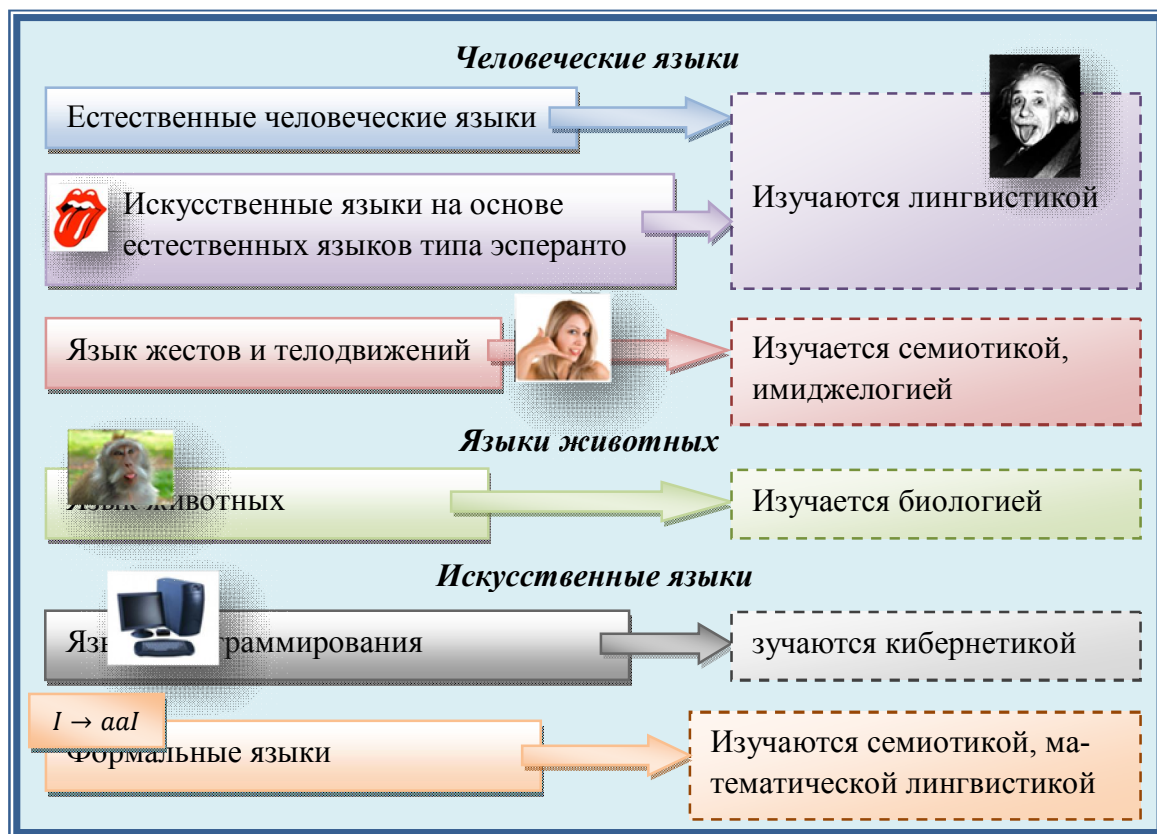 Человеческие языки
Естественные человеческие языки
Искусственные языки на основе
естественных языков типа эсперанто
Изучаются лингвистикой
Язык жестов и телодвижений
Изучается семиотикой,
имиджелогией
Языки животных
Язык животных
Изучается биологией
Искусственные языки
Язы граммирования
зучаются кибернетикой
I → aaI
Формальные языки
Изучаются семиотикой, ма-
тематической лингвистикой